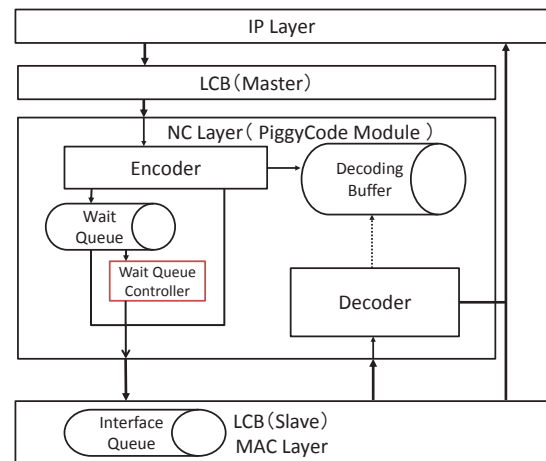 IP Layer
LCB（Master）
NC Layer（ PiggyCode Module ）
Encoder
Decoding
Buffer
Wait
Queue
Wait Queue
Controller
Decoder
Interface
Queue
LCB（Slave）
MAC Layer